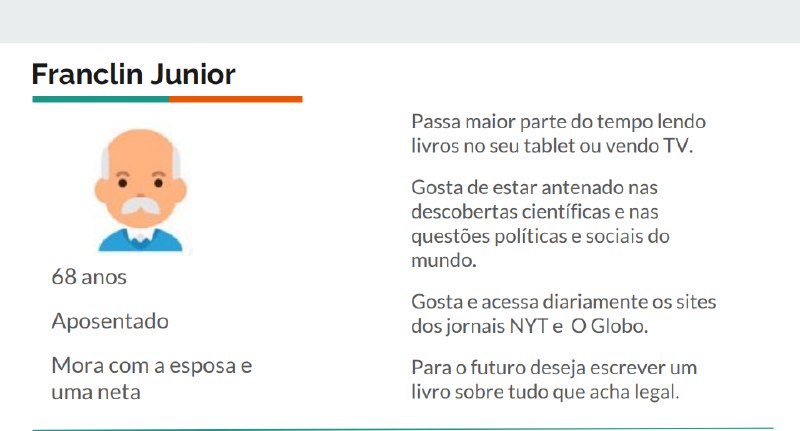 Franclin Junior
68 anos
Aposentado
Mora com a esposa e
uma neta
Passa maior parte do tempo lendo
livros no seu tablet ou vendo TV.
Gosta de estar antenado nas
descobertas científicas e nas
questões políticas e sociais do
mundo.
Gosta e acessa diariamente os sites
dos jornais NYT e O Globo.
Para o futuro deseja escrever um
livro sobre tudo que acha legal.